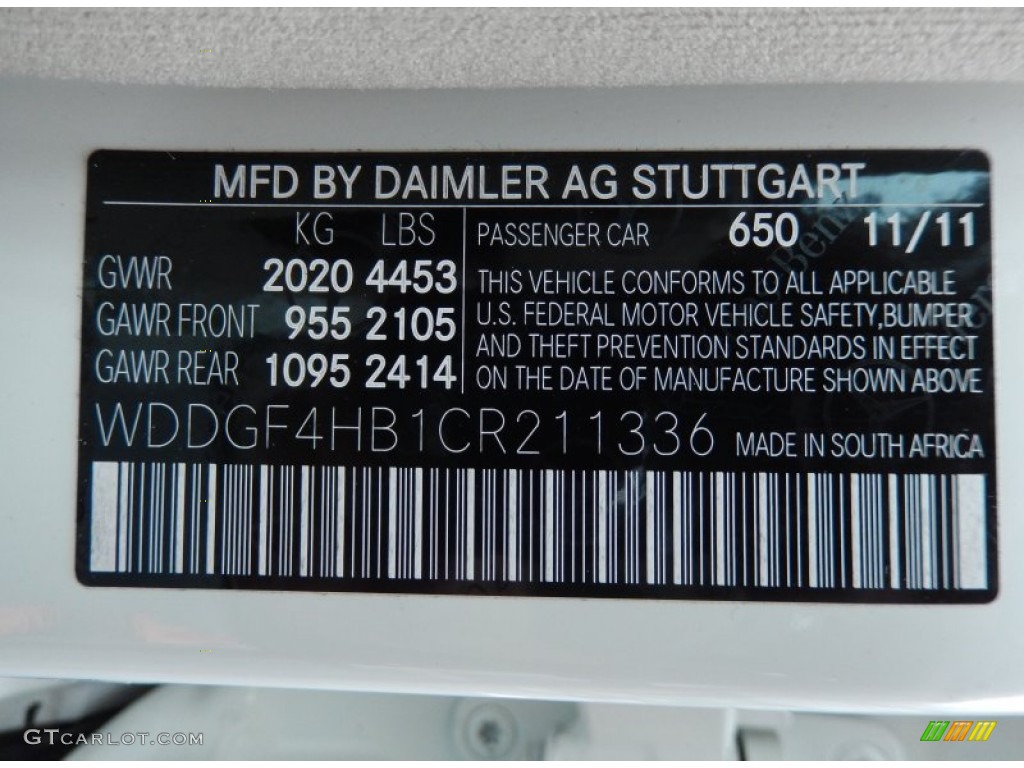 MFD BY DAIMLER AG STUTTGART
KG LBS
GVWR 2020 4453
GAWR FRONT 955 2105
GAWR REAR 1095 2414
PASSENGER CAR 650 11/11
THIS VEHICLE CONFORMS TO ALL APPLICABLE
U.S. FEDERAL MOTOR VEHICLE SAFETY, BUMPER
AND THEFT PREVENTION STANDARDS IN EFFECT
ON THE DATE OF MANUFACTURE SHOWN ABOVE
WDDGF4HB1CR211336 MADE IN SOUTH AFRICA
GTCARLOT.COM